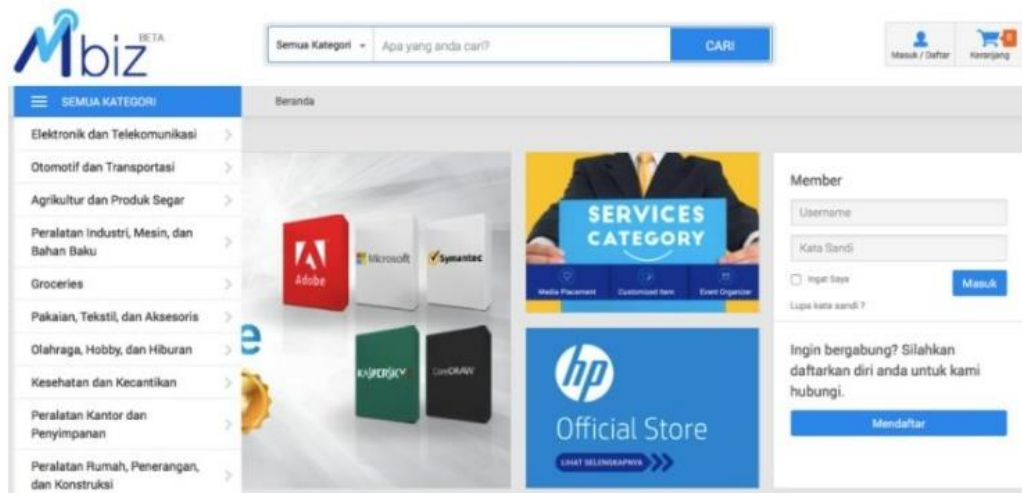 Mbiz
BETA
Semua Kategori
Apa yang anda cari?
CARI
Masuk / Daftar
0
Keranjang
SEMUA KATEGORI
Beranda
Elektronik dan Telekomunikasi
Otomotif dan Transportasi
Agrikultur dan Produk Segar
Peralatan Industri, Mesin, dan
Bahan Baku
Groceries
Pakaian, Tekstil, dan Aksesoris
Olahraga, Hobby, dan Hiburan
Kesehatan dan Kecantikan
Peralatan Kantor dan
Penyimpanan
Peralatan Rumah, Penerangan,
dan Konstruksi
Adobe
Microsoft
Symantec
e
KASPERSKY
CorelDRAW
SERVICES
CATEGORY
Media Placement
Customized Item
Event Organizer
hp
Official Store
LIHAT SELENGKAPNYA
Member
Username
Kata Sandi
Ingat Saya
Masuk
Lupa kata sandi ?
Ingin bergabung? Silahkan
daftarkan diri anda untuk kami
hubungi.
Mendaftar